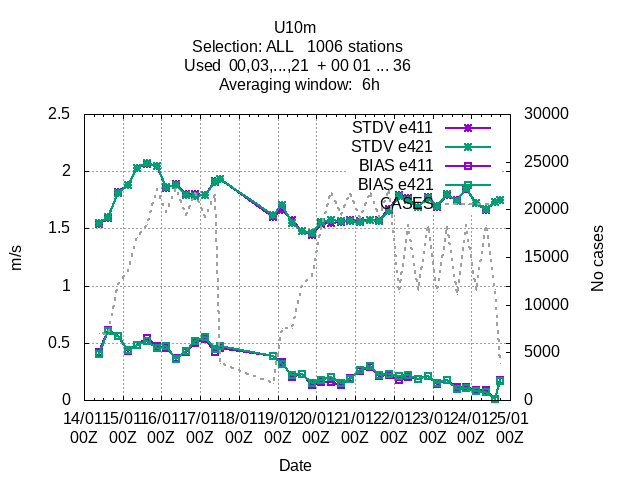 U10m
Selection: ALL   1006 stations
Used  00,03,...,21  + 00 01 ... 36
Averaging window:  6h
2.5
2
1.5
1
0.5
0
m/s
30000
25000
20000
15000
10000
5000
0
No cases
STDV e411
STDV e421
BIAS e411
BIAS e421
CASES
14/01 15/01 16/01 17/01 18/01 19/01 20/01 21/01 22/01 23/01 24/01 25/01
00Z 00Z 00Z 00Z 00Z 00Z 00Z 00Z 00Z 00Z 00Z 00Z
Date